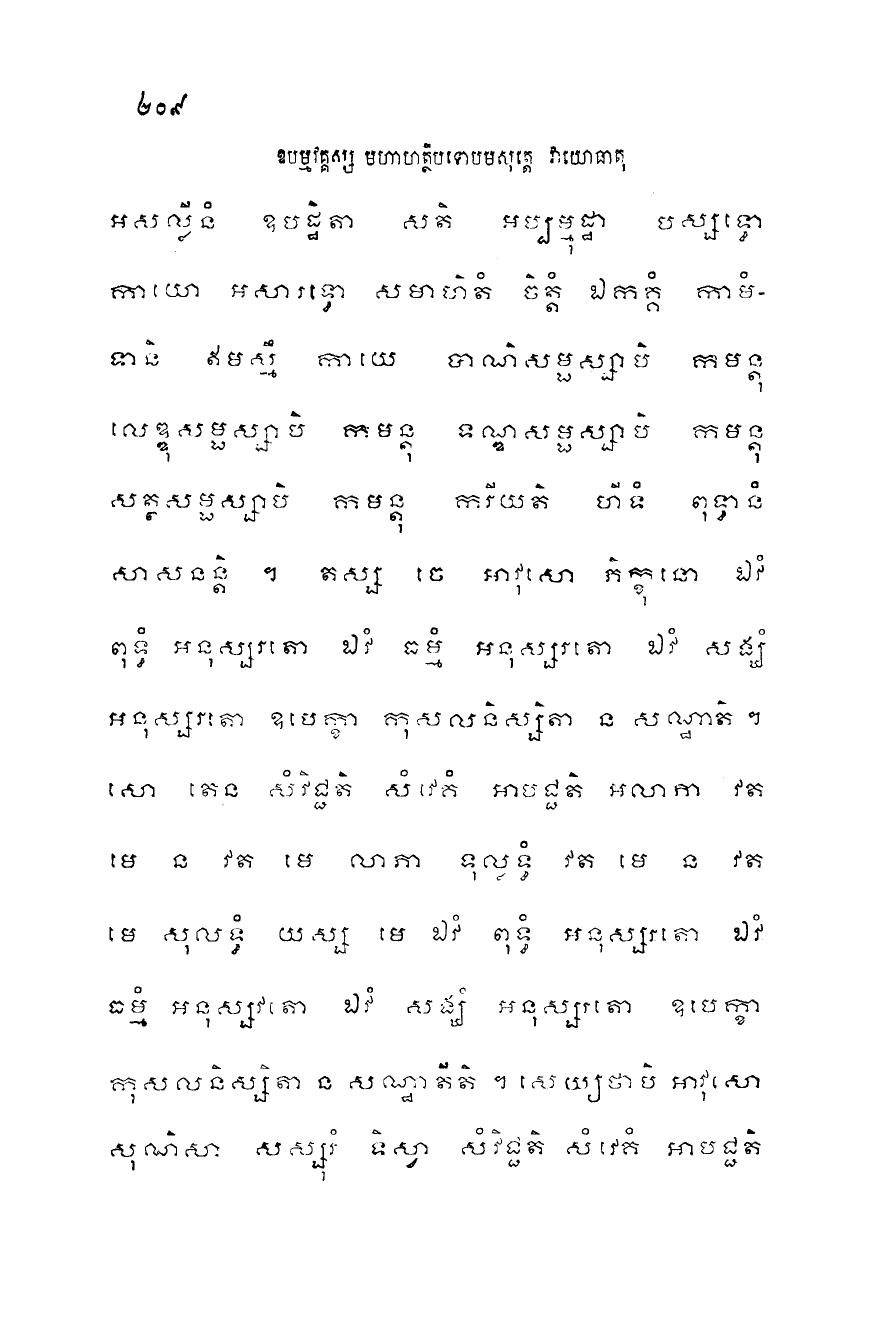 ២០៩
ឱបម្មវគ្គស្ស មហាហត្ថិបទោបមសុត្តេ វាយោធាតុ
អសល្លីនំ ឧបដ្ឋិតា សតិ អប្បម្មុដ្ឋា បស្សទ្ធោ
កាយោ អសារទ្ធោ សមាហិតំ ចិត្តំ ឯកគ្គំ កាមំ-
ទានិ ឥមស្មឹ កាយេ បាណិសម្ផស្សាបិ កមន្តុ
លេឌ្ឌុសម្ផស្សាបិ កមន្តុ ទណ្ឌសម្ផស្សាបិ កមន្តុ
សត្ថសម្ផស្សាបិ កមន្តុ ករីយតិ ហីទំ ពុទ្ធានំ
សាសនន្តិ ។ តស្ស ចេ អាវុសោ ភិក្ខុនោ ឯវំ
ពុទ្ធំ អនុស្សរតោ ឯវំ ធម្មំ អនុស្សរតោ ឯវំ សង្ឃំ
អនុស្សរតោ ឧបេក្ខា កុសលនិស្សិតា ន សណ្ឋាតិ ។
សោ តេន សំវិជ្ជតិ សំវេគំ អាបជ្ជតិ អលាភា វត
មេ ន វត មេ លាភា ទុល្លទ្ធំ វត មេ ន វត
មេ សុលទ្ធំ យស្ស មេ ឯវំ ពុទ្ធំ អនុស្សរតោ ឯវំ
ធម្មំ អនុស្សរតោ ឯវំ សង្ឃំ អនុស្សរតោ ឧបេក្ខា
កុសលនិស្សិតា ន សណ្ឋាតីតិ ។ សេយ្យថាបិ អាវុសោ
សុណិសា សស្សុរំ ទិស្វា សំវិជ្ជតិ សំវេគំ អាបជ្ជតិ